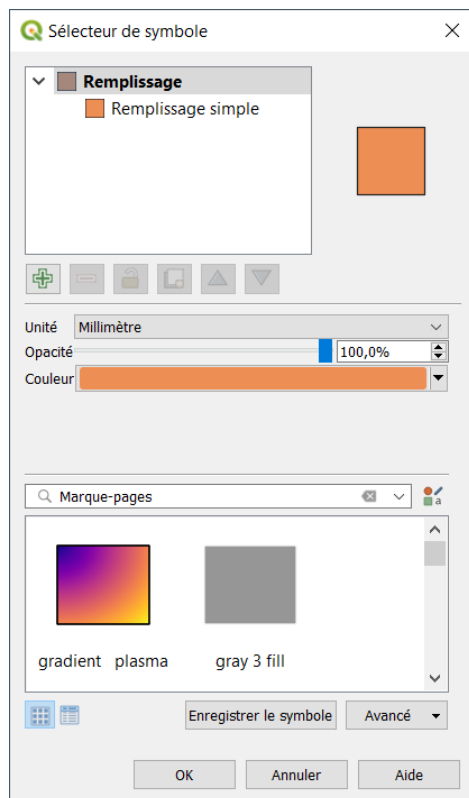 Sélecteur de symbole
Remplissage
Remplissage simple
Unité Millimètre
Opacité 100,0%
Couleur
Marque-pages
a
gradient plasma gray 3 fill
Enregistrer le symbole Avancé
OK Annuler Aide